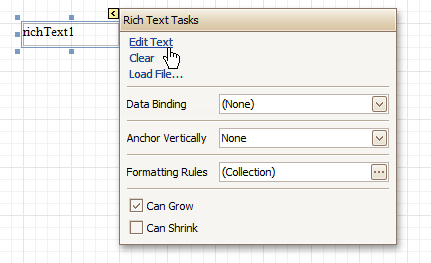 richText1
Rich Text Tasks
Edit Text
Clear
Load File...
Data Binding (None)
Anchor Vertically None
Formatting Rules (Collection)
Can Grow
Can Shrink